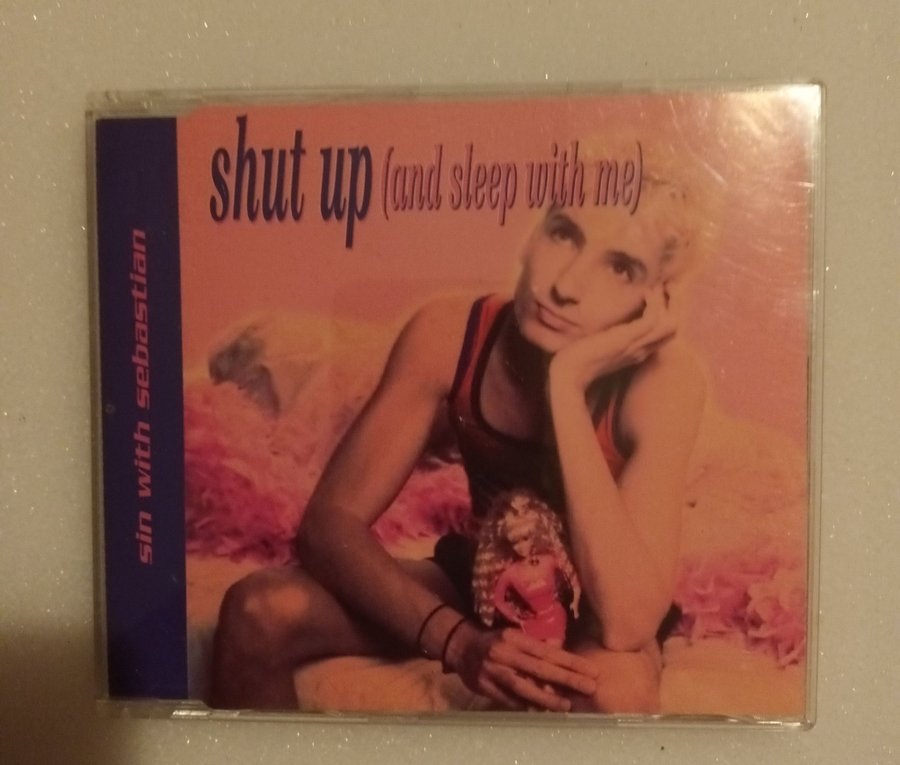 shut up (and sleep with me)
sin with sebastian